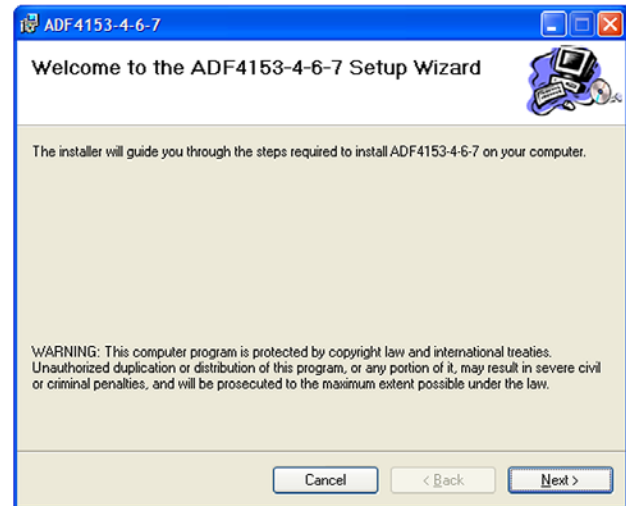 ADF4153-4-6-7
Welcome to the ADF4153-4-6-7 Setup Wizard
The installer will guide you through the steps required to install ADF4153-4-6-7 on your computer.
WARNING: This computer program is protected by copyright law and international treaties.
Unauthorized duplication or distribution of this program, or any portion of it, may result in severe civil
or criminal penalties, and will be prosecuted to the maximum extent possible under the law.
Cancel
< Back
Next >